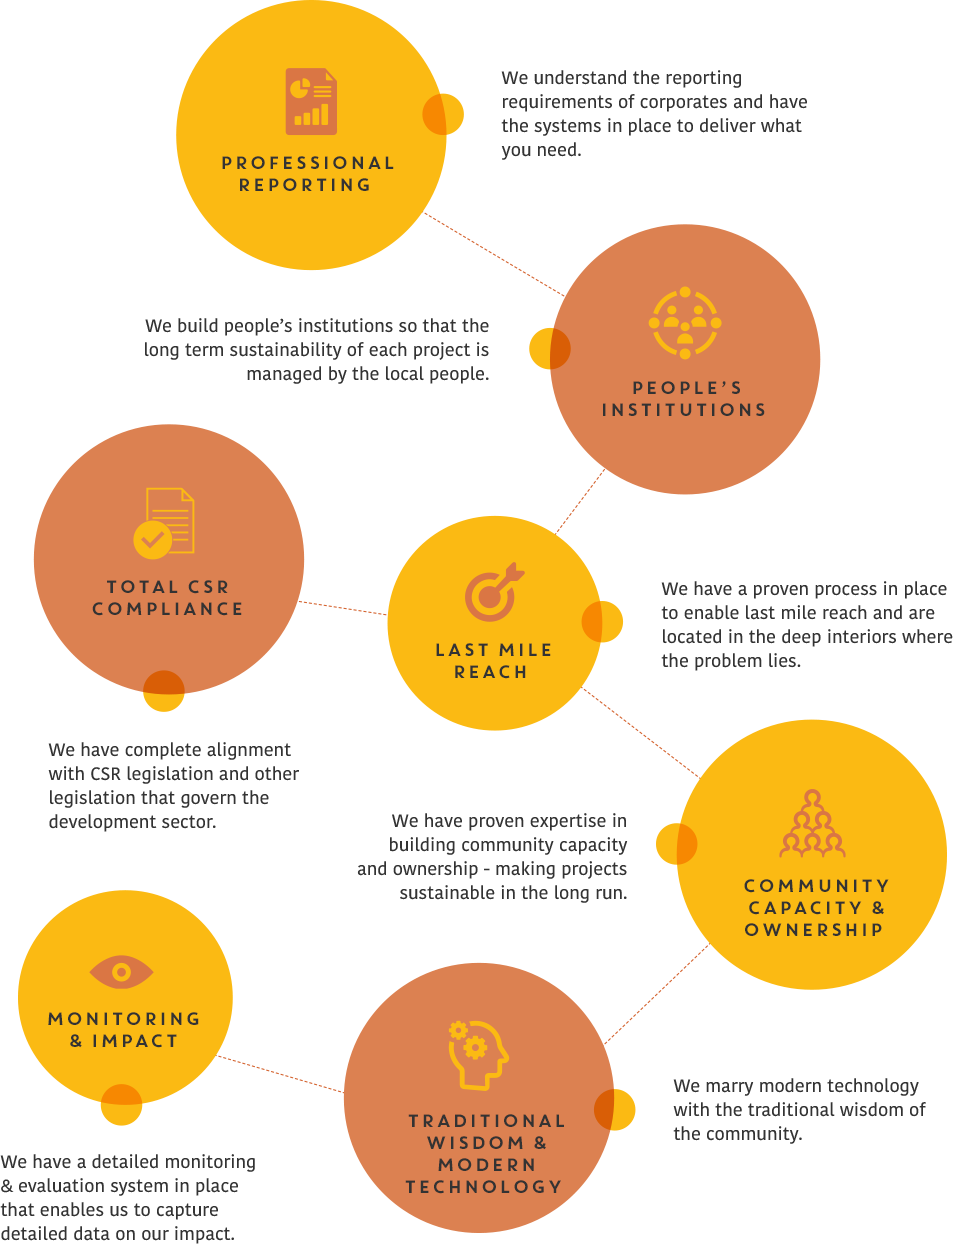 PROFESSIONAL
REPORTING
We understand the reporting
requirements of corporates and have
the systems in place to deliver what
you need.
PEOPLE’S
INSTITUTIONS
We build people’s institutions so that the
long term sustainability of each project is
managed by the local people.
TOTAL CSR
COMPLIANCE
We have complete alignment
with CSR legislation and other
legislation that govern the
development sector.
LAST MILE
REACH
We have a proven process in place
to enable last mile reach and are
located in the deep interiors where
the problem lies.
COMMUNITY
CAPACITY &
OWNERSHIP
We have proven expertise in
building community capacity
and ownership - making projects
sustainable in the long run.
MONITORING
& IMPACT
We have a detailed monitoring
& evaluation system in place
that enables us to capture
detailed data on our impact.
TRADITIONAL
WISDOM &
MODERN
TECHNOLOGY
We marry modern technology
with the traditional wisdom of
the community.